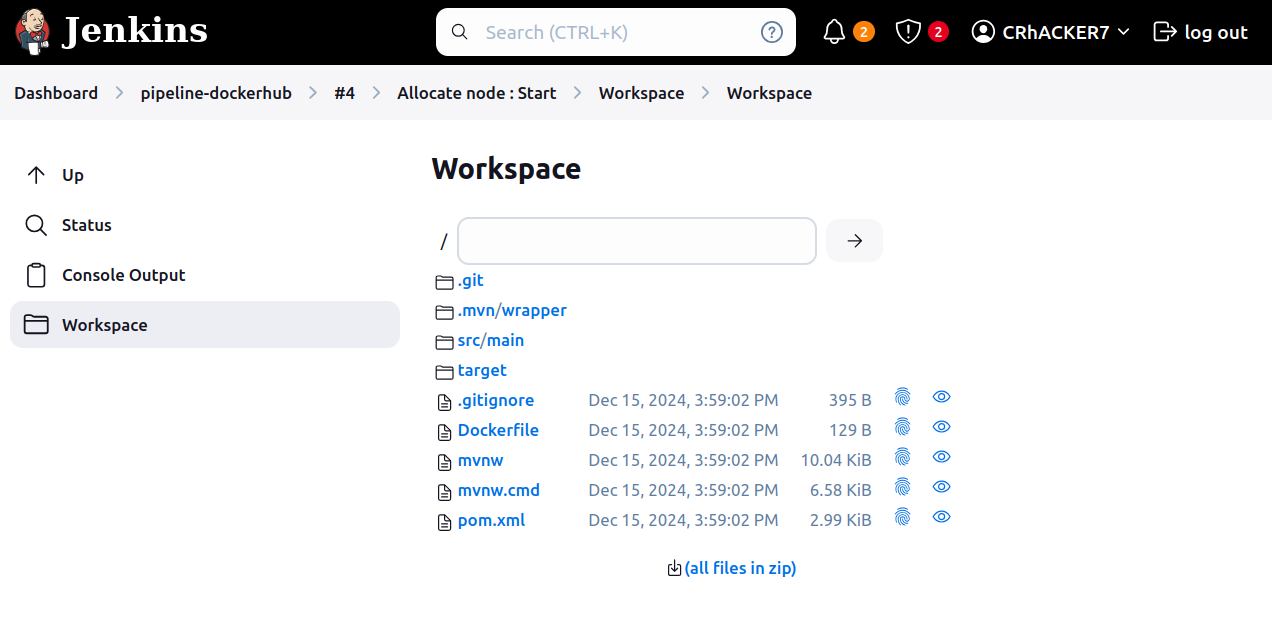 Jenkins
Search (CTRL+K)
?
2
2
CRhACKER7
log out
Dashboard > pipeline-dockerhub > #4 > Allocate node : Start > Workspace > Workspace
Up
Status
Console Output
Workspace
Workspace
/
.git
.mvn/wrapper
src/main
target
.gitignore Dec 15, 2024, 3:59:02 PM 395 B
Dockerfile Dec 15, 2024, 3:59:02 PM 129 B
mvnw Dec 15, 2024, 3:59:02 PM 10.04 KiB
mvnw.cmd Dec 15, 2024, 3:59:02 PM 6.58 KiB
pom.xml Dec 15, 2024, 3:59:02 PM 2.99 KiB
(all files in zip)